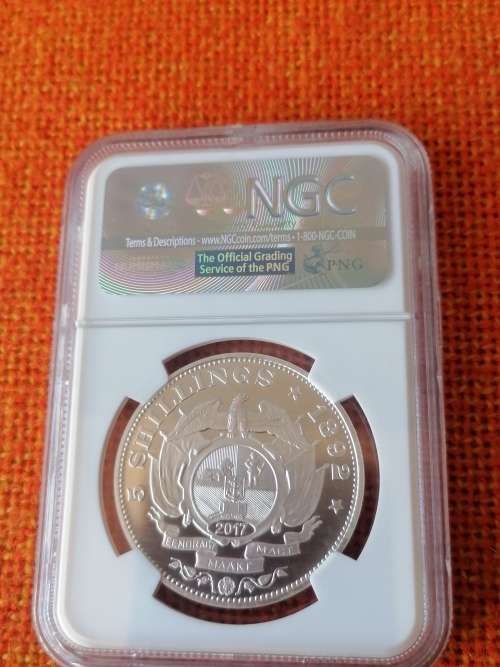 NGC
Terms & Descriptions - www.NGCcoin.com/terms • 1-800-NGC-COIN
The Official Grading
Service of the PNG
PNG
5 SHILLINGS ★ 1892 ★
2017
EENDRAGT MAAKT MAGT